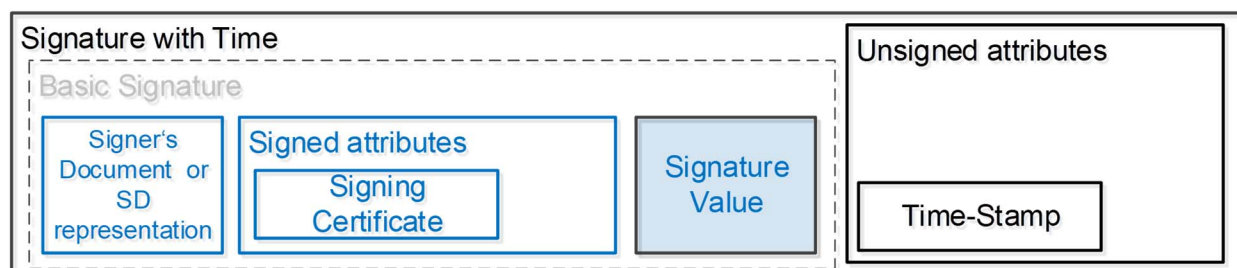 Signature with Time
Basic Signature
Signer‘s
Document or
SD
representation
Signed attributes
Signing
Certificate
Signature
Value
Unsigned attributes
Time-Stamp